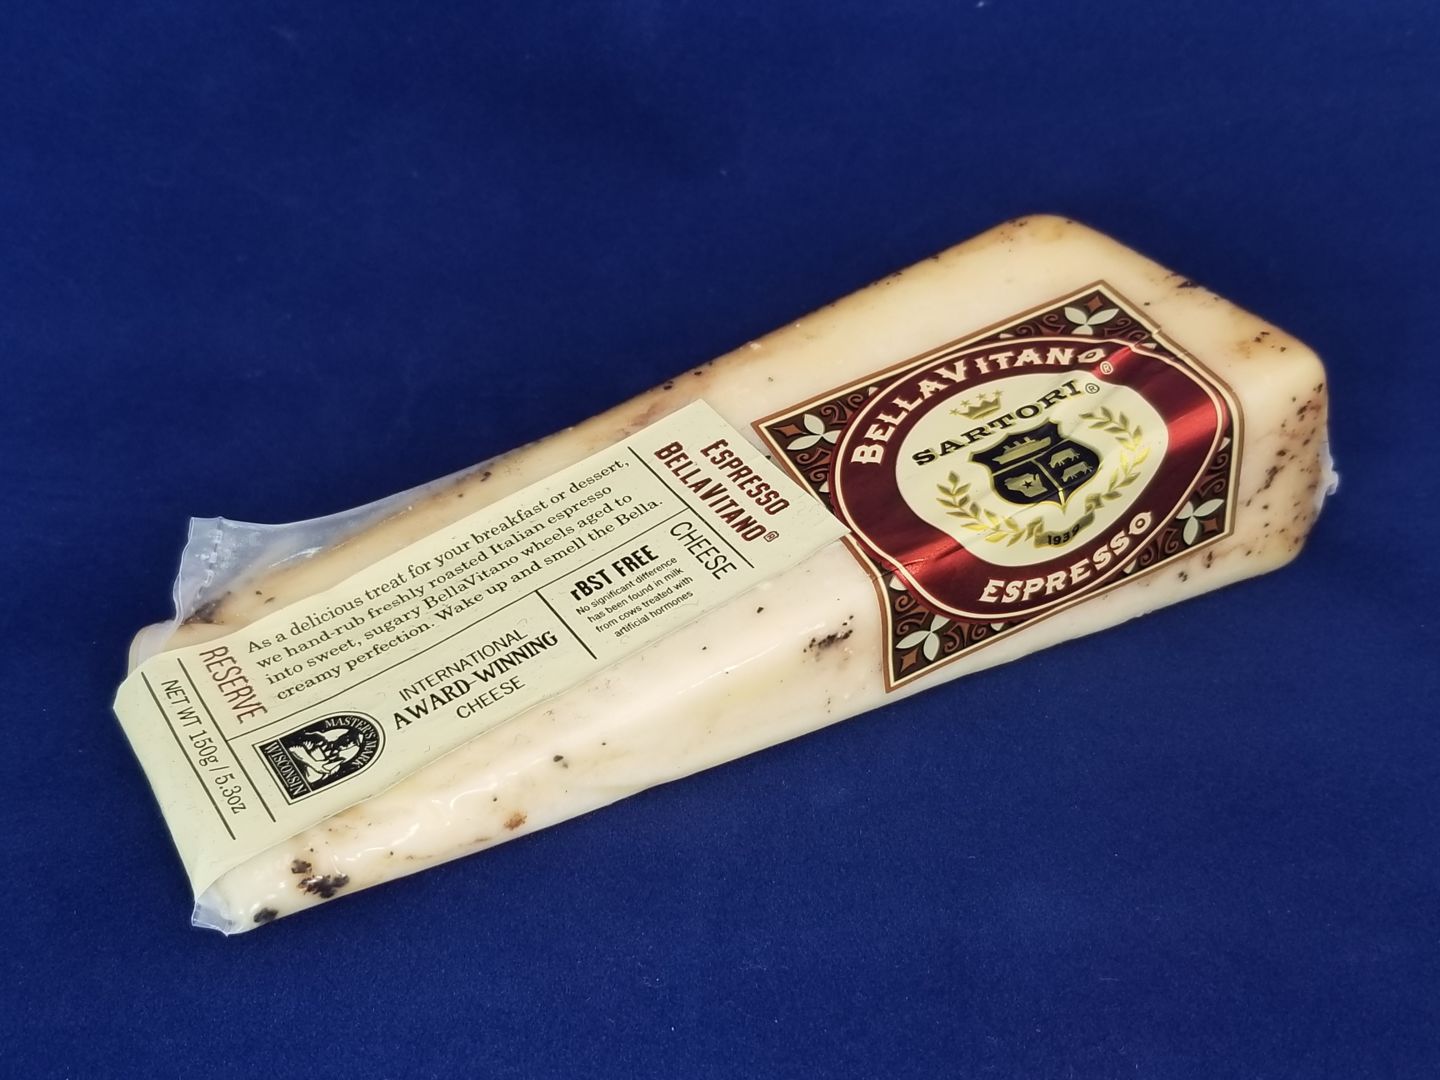 BELLAVITANO®
SARTORI®
1939
ESPRESSO
ESPRESSO
BELLAVITANO®
CHEESE
As a delicious treat for your breakfast or dessert,
we hand-rub freshly roasted Italian espresso
into sweet, sugary BellaVitano wheels aged to
creamy perfection. Wake up and smell the Bella.
rBST FREE
No significant difference
has been found in milk
from cows treated with
artificial hormones
INTERNATIONAL
AWARD-WINNING
CHEESE
MASTER'S MARK
WISCONSIN
RESERVE
NET WT 150g / 5.3oz